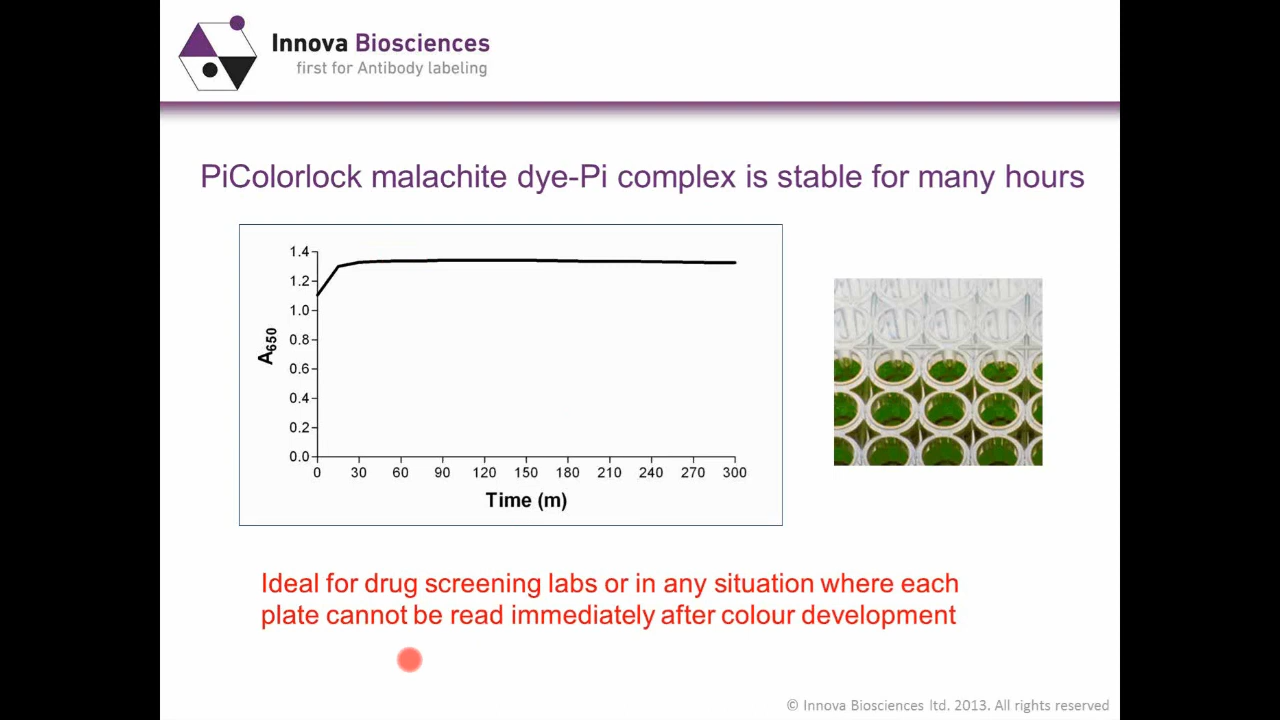 Innova Biosciences
first for Antibody labeling
PiColorlock malachite dye-Pi complex is stable for many hours
1.4
1.2
1.0
0.8
0.6
0.4
0.2
0.0
A650
0 30 60 90 120 150 180 210 240 270 300
Time (m)
Ideal for drug screening labs or in any situation where each
plate cannot be read immediately after colour development
© Innova Biosciences ltd. 2013. All rights reserved